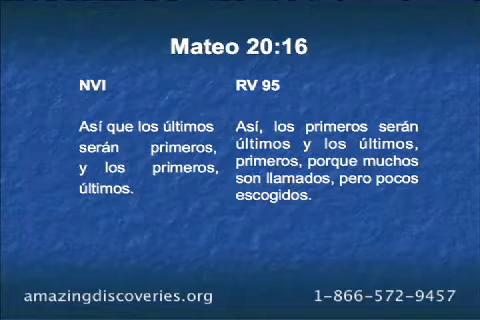 Mateo 20:16
NVI
Así que los últimos
serán primeros,
y los primeros,
últimos.
RV 95
Así, los primeros serán
últimos y los últimos,
primeros, porque muchos
son llamados, pero pocos
escogidos.
amazingdiscoveries.org
1-866-572-9457